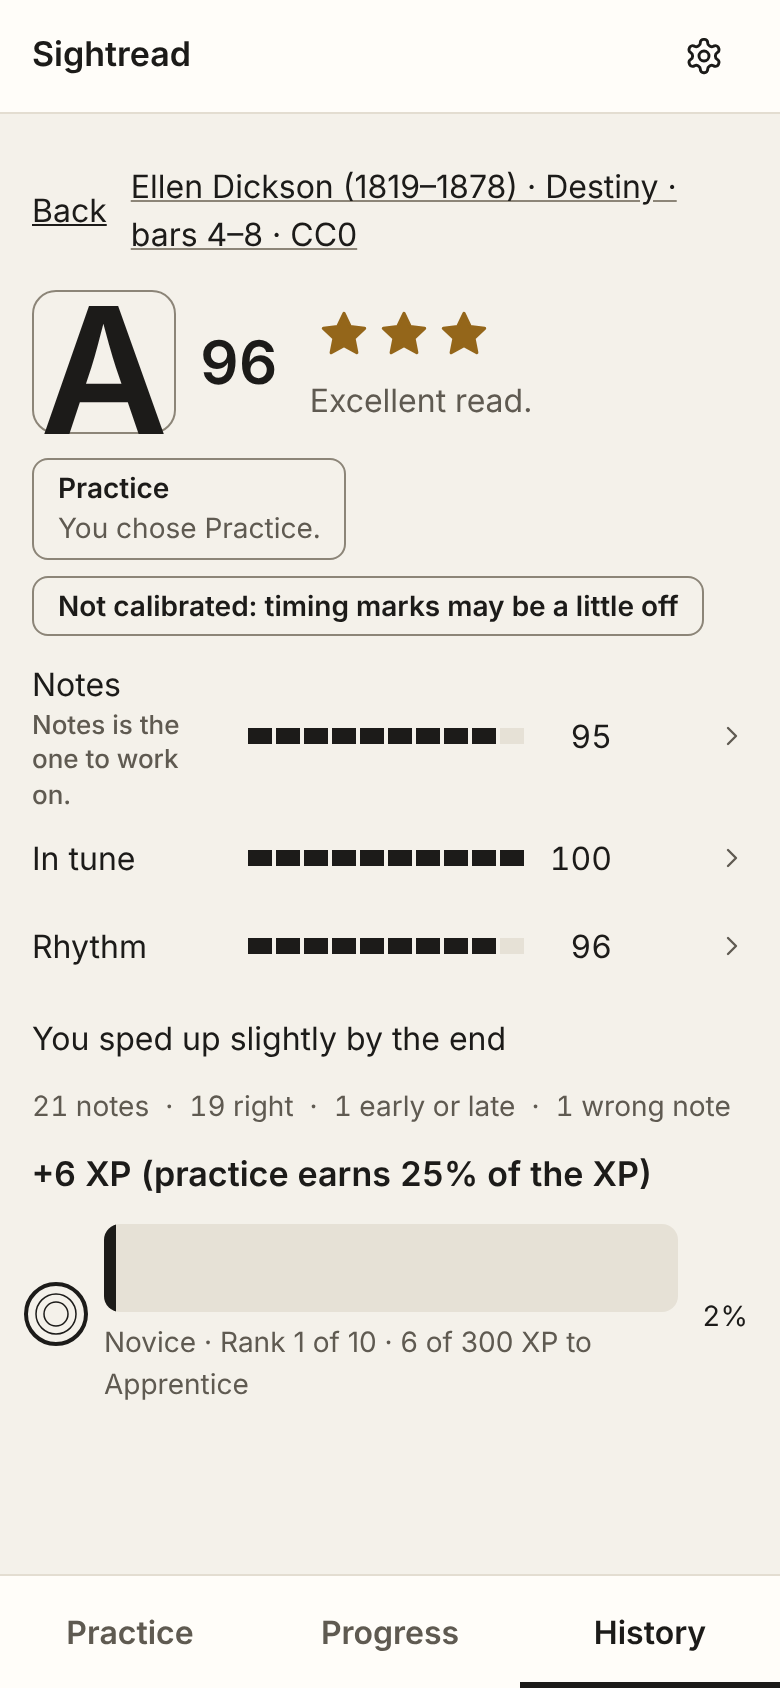 Sightread
Back
Ellen Dickson (1819–1878) · Destiny ·
bars 4–8 · CC0
A
96
Excellent read.
Practice
You chose Practice.
Not calibrated: timing marks may be a little off
Notes
Notes is the
one to work
on.
95
In tune
100
Rhythm
96
You sped up slightly by the end
21 notes · 19 right · 1 early or late · 1 wrong note
+6 XP (practice earns 25% of the XP)
2%
Novice · Rank 1 of 10 · 6 of 300 XP to
Apprentice
Practice
Progress
History